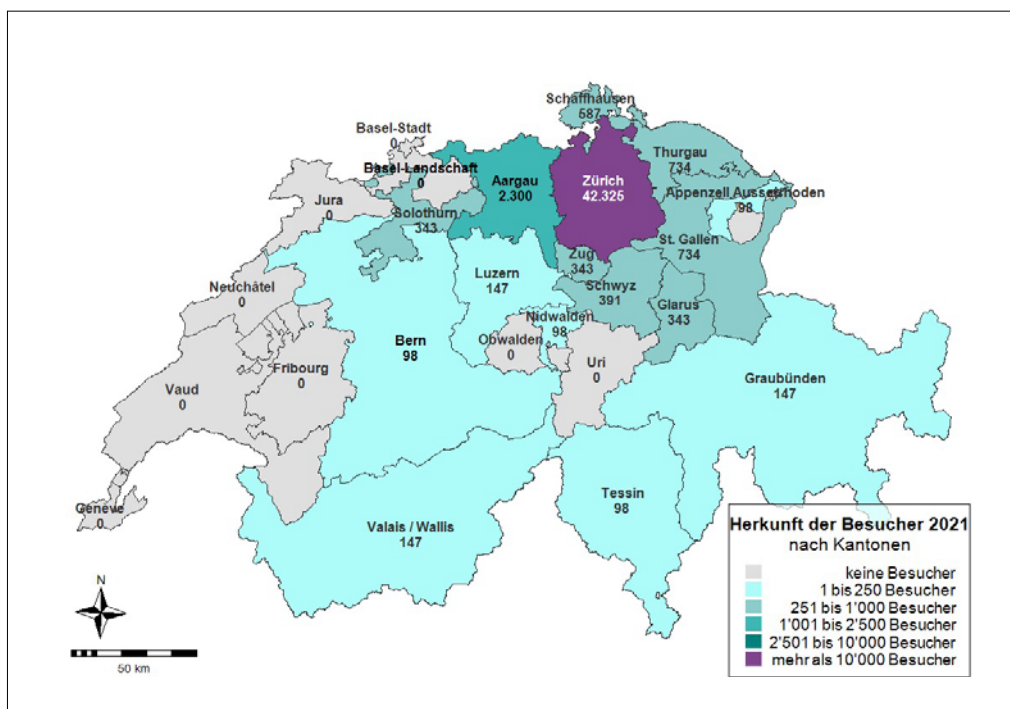 Schaffhausen
587
Basel-Stadt
0
Basel-Landschaft
0
Aargau
2.300
Zürich
42.325
Thurgau
734
Appenzell Ausserrhoden
98
Jura
0
Solothurn
343
St. Gallen
734
Zug
343
Luzern
147
Schwyz
391
Glarus
343
Neuchâtel
0
Nidwalden
98
Obwalden
0
Bern
98
Uri
0
Fribourg
0
Vaud
0
Graubünden
147
Genève
0
Tessin
98
Valais / Wallis
147
Herkunft der Besucher 2021
nach Kantonen
keine Besucher
1 bis 250 Besucher
251 bis 1'000 Besucher
1'001 bis 2'500 Besucher
2'501 bis 10'000 Besucher
mehr als 10'000 Besucher
N
50 km